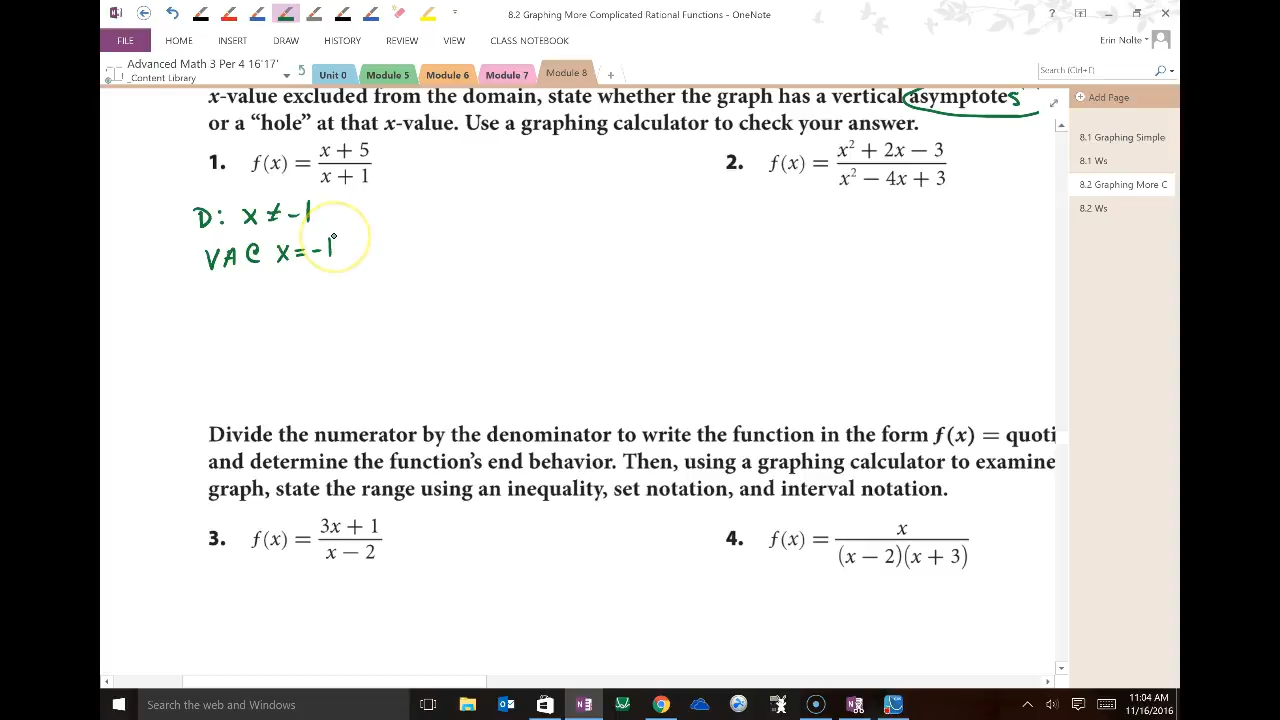 8.2 Graphing More Complicated Rational Functions - OneNote
FILE HOME INSERT DRAW HISTORY REVIEW VIEW CLASS NOTEBOOK
Erin Nolte
Advanced Math 3 Per 4 16'17'
_Content Library
5
Unit 0 Module 5 Module 6 Module 7 Module 8
Search (Ctrl+E)
Add Page
8.1 Graphing Simple
8.1 Ws
8.2 Graphing More C
8.2 Ws
x-value excluded from the domain, state whether the graph has a vertical asymptotes
or a “hole” at that x-value. Use a graphing calculator to check your answer.
1. f(x) = (x + 5)/(x + 1)
2. f(x) = (x² + 2x − 3)/(x² − 4x + 3)
D: x ≠ -1
VA @ x = -1
Divide the numerator by the denominator to write the function in the form f(x) = quoti
and determine the function’s end behavior. Then, using a graphing calculator to examine
graph, state the range using an inequality, set notation, and interval notation.
3. f(x) = (3x + 1)/(x − 2)
4. f(x) = x/((x − 2)(x + 3))
Search the web and Windows
11:04 AM
11/16/2016